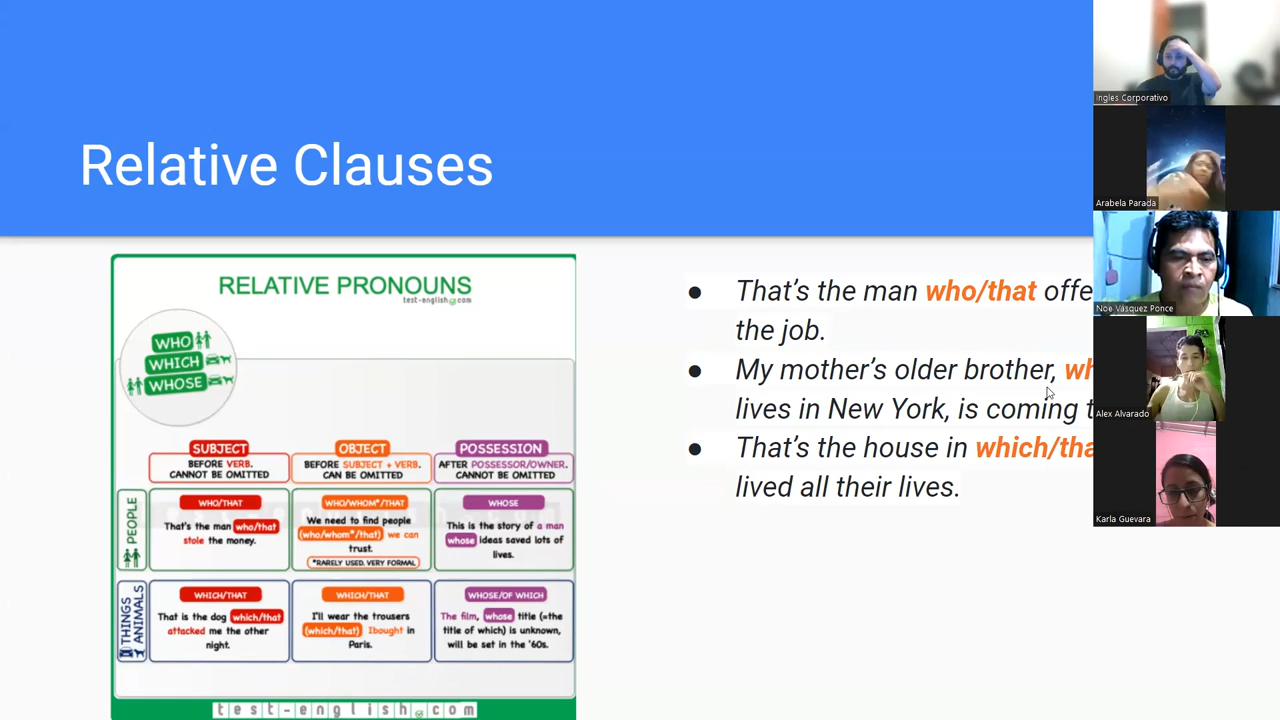 Relative Clauses
RELATIVE PRONOUNS
test-english.com
WHO
WHICH
WHOSE
SUBJECT
BEFORE VERB.
CANNOT BE OMITTED
OBJECT
BEFORE SUBJECT + VERB.
CAN BE OMITTED
POSSESSION
AFTER POSSESSOR/OWNER.
CANNOT BE OMITTED
PEOPLE
WHO/THAT
That's the man who/that
stole the money.
WHO/WHOM*/THAT
We need to find people
(who/whom*/that) we can
trust.
*RARELY USED. VERY FORMAL
WHOSE
This is the story of a man
whose ideas saved lots of
lives.
THINGS
ANIMALS
WHICH/THAT
That is the dog which/that
attacked me the other
night.
WHICH/THAT
I'll wear the trousers
(which/that) Ibought in
Paris.
WHOSE/OF WHICH
The film, whose title (=the
title of which) is unknown,
will be set in the '60s.
test-english.com
● That's the man who/that offe
the job.
● My mother's older brother, wh
lives in New York, is coming t
● That's the house in which/tha
lived all their lives.
Ingles Corporativo
Arabela Parada
Noe Vásquez Ponce
Alex Alvarado
Karla Guevara